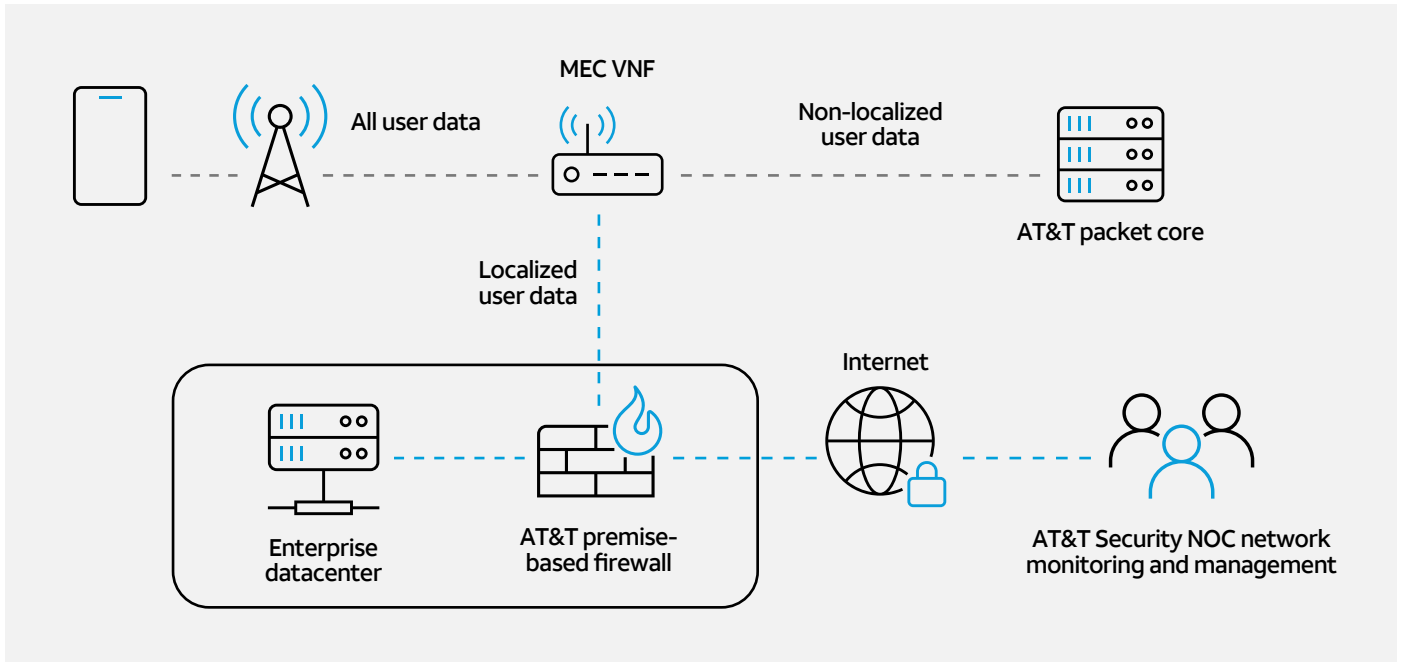 MEC VNF
All user data
Non-localized
user data
AT&T packet core
Localized
user data
Internet
Enterprise
datacenter
AT&T premise-
based firewall
AT&T Security NOC network
monitoring and management